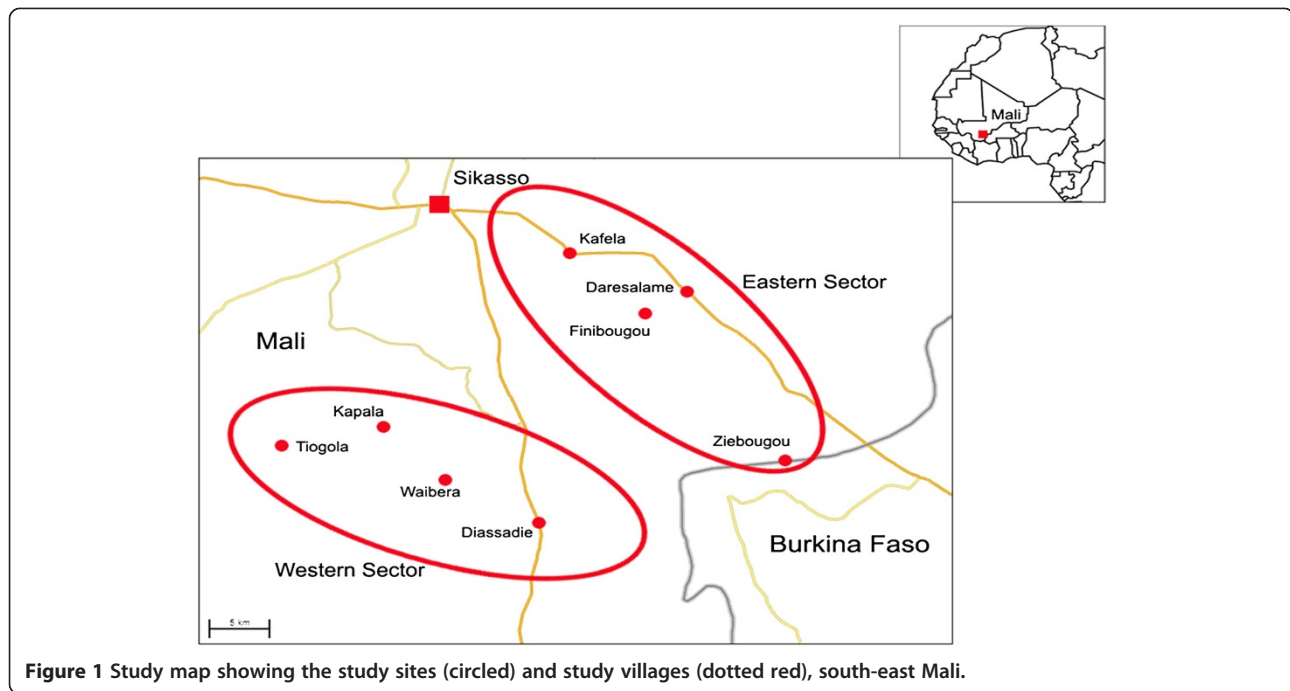 Mali
Sikasso
Kafela
Daresalame
Eastern Sector
Finibougou
Mali
Kapala
Tiogola
Ziebougou
Waibera
Diassadie
Burkina Faso
Western Sector
5 km
Figure 1 Study map showing the study sites (circled) and study villages (dotted red), south-east Mali.